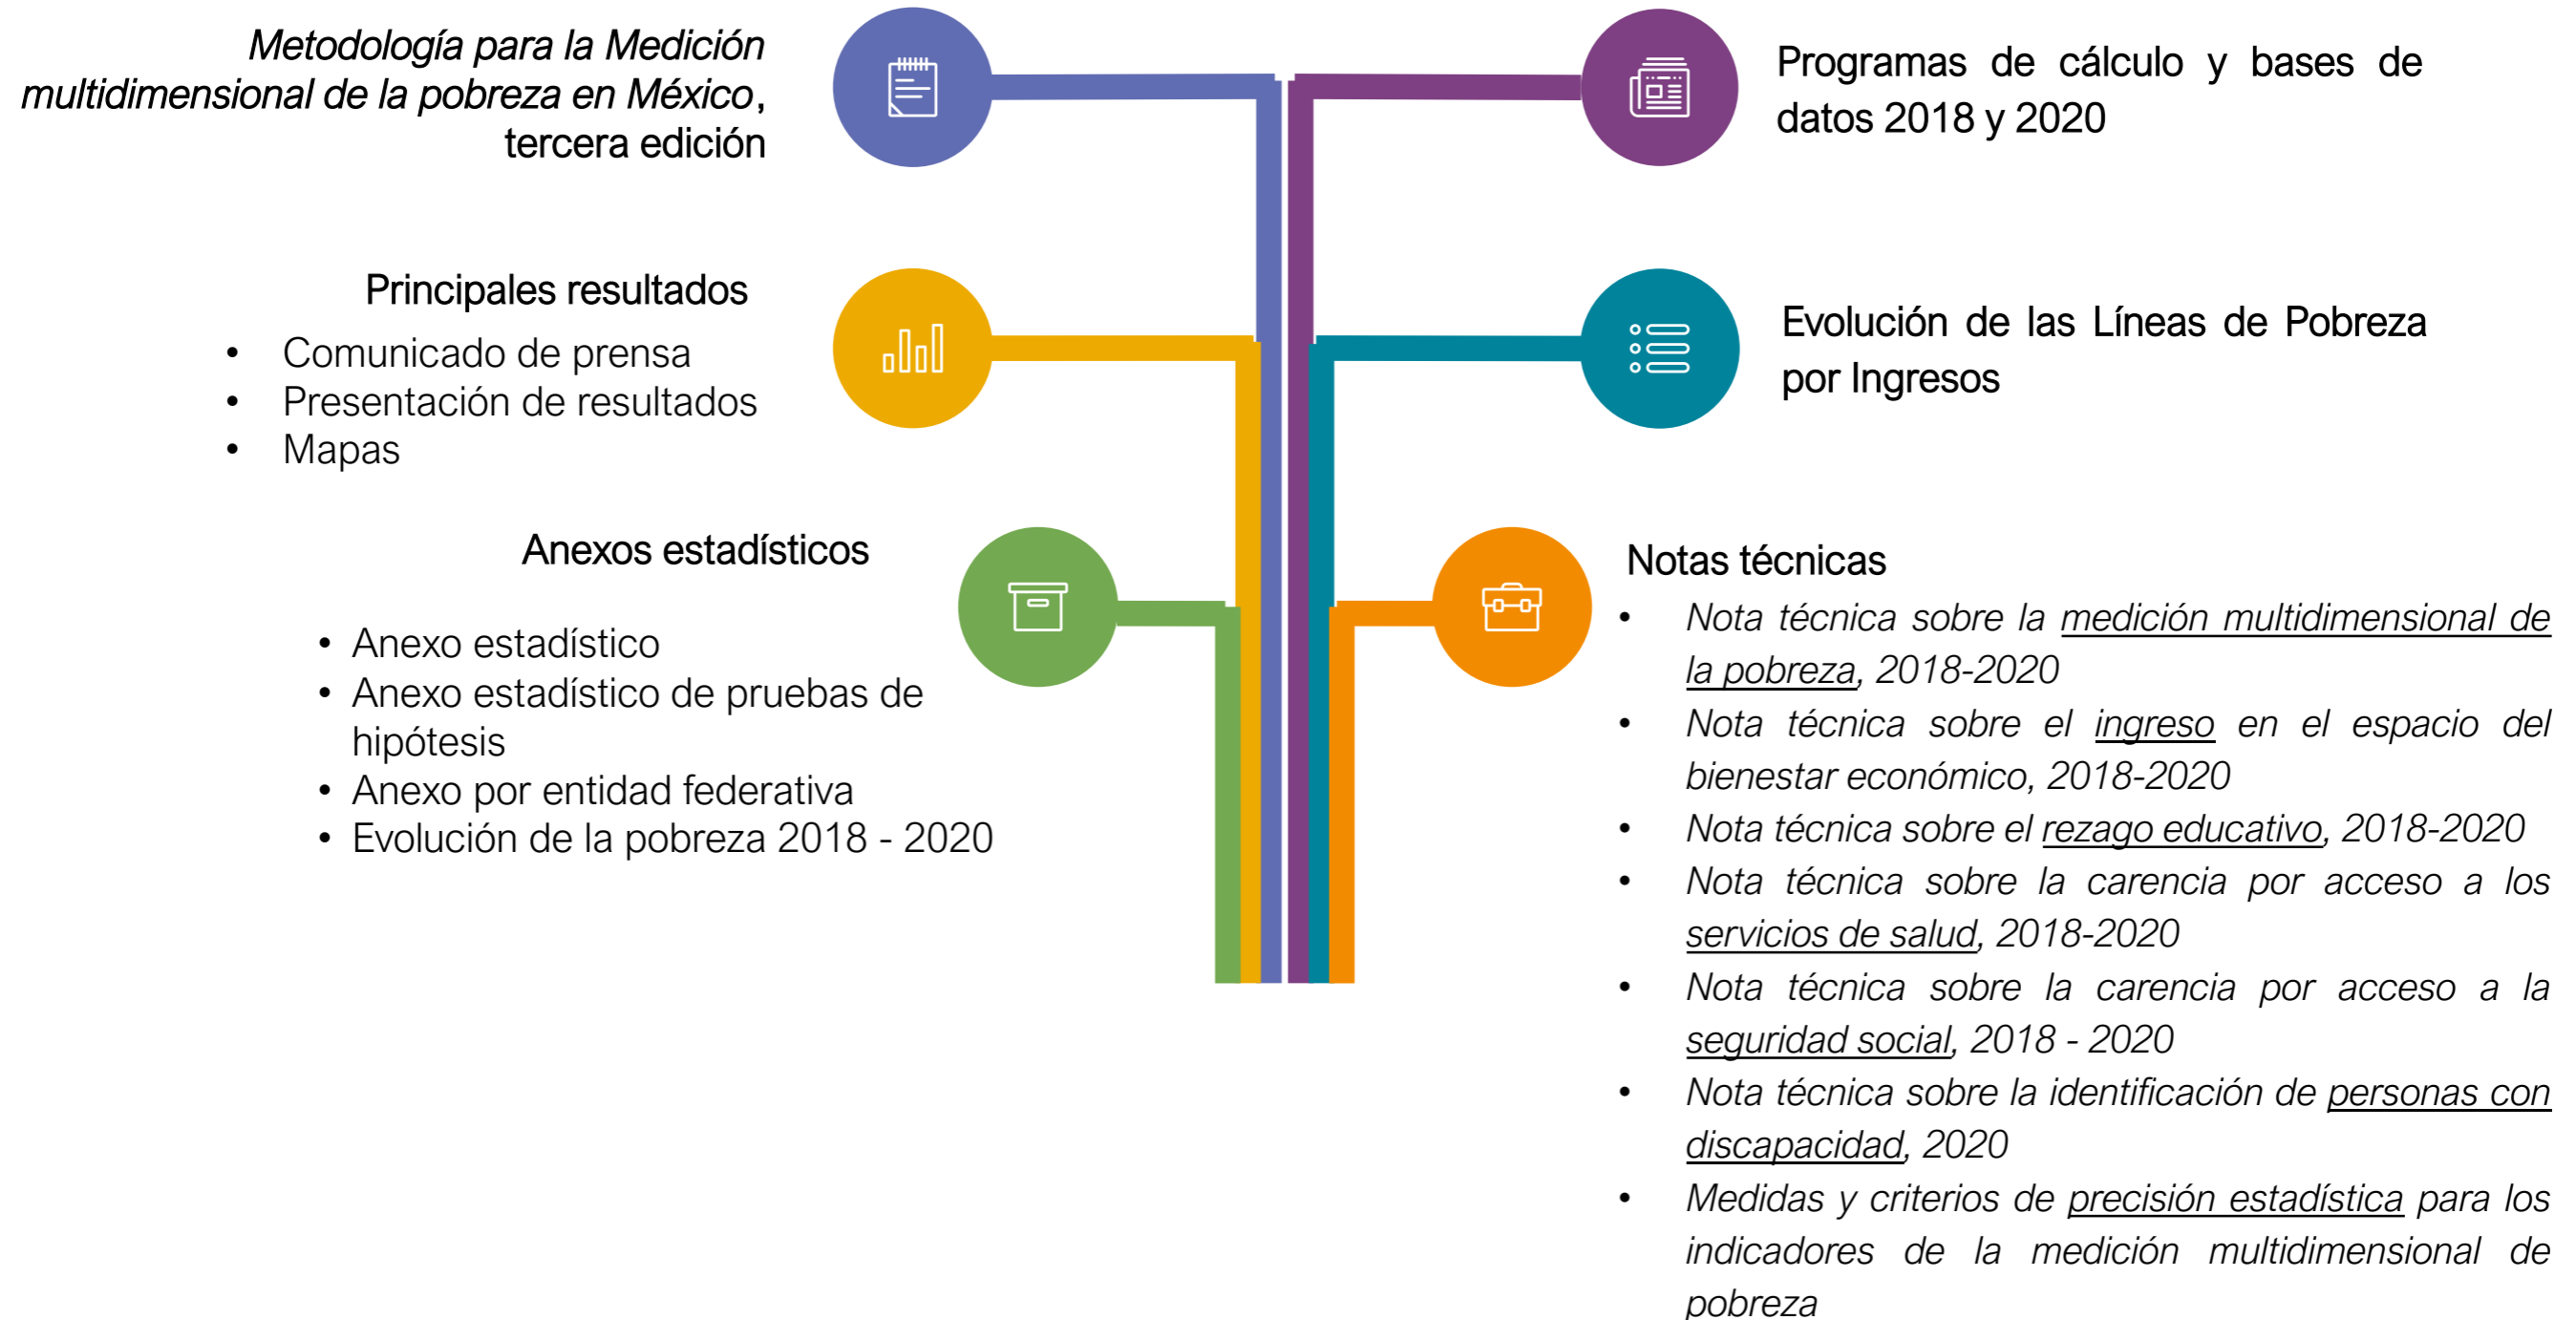 Metodología para la Medición
multidimensional de la pobreza en México,
tercera edición
Principales resultados
• Comunicado de prensa
• Presentación de resultados
• Mapas
Anexos estadísticos
• Anexo estadístico
• Anexo estadístico de pruebas de
hipótesis
• Anexo por entidad federativa
• Evolución de la pobreza 2018 - 2020
Programas de cálculo y bases de
datos 2018 y 2020
Evolución de las Líneas de Pobreza
por Ingresos
Notas técnicas
• Nota técnica sobre la medición multidimensional de
la pobreza, 2018-2020
• Nota técnica sobre el ingreso en el espacio del
bienestar económico, 2018-2020
• Nota técnica sobre el rezago educativo, 2018-2020
• Nota técnica sobre la carencia por acceso a los
servicios de salud, 2018-2020
• Nota técnica sobre la carencia por acceso a la
seguridad social, 2018 - 2020
• Nota técnica sobre la identificación de personas con
discapacidad, 2020
• Medidas y criterios de precisión estadística para los
indicadores de la medición multidimensional de
pobreza